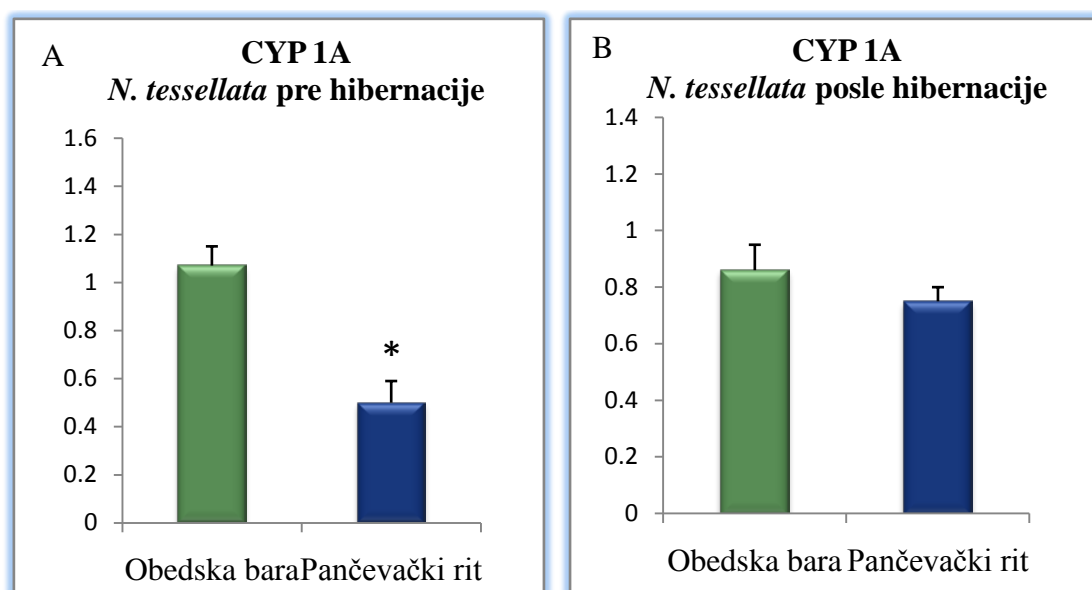 A
CYP 1A
N. tessellata pre hibernacije
1.6
1.4
1.2
1
0.8
0.6
0.4
0.2
0
*
Obedska bara Pančevački rit
B
CYP 1A
N. tessellata posle hibernacije
1.4
1.2
1
0.8
0.6
0.4
0.2
0
Obedska bara Pančevački rit